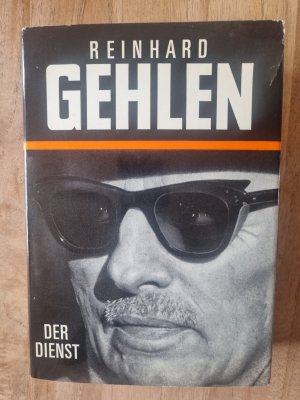 REINHARD
GEHLEN
DER
DIENST